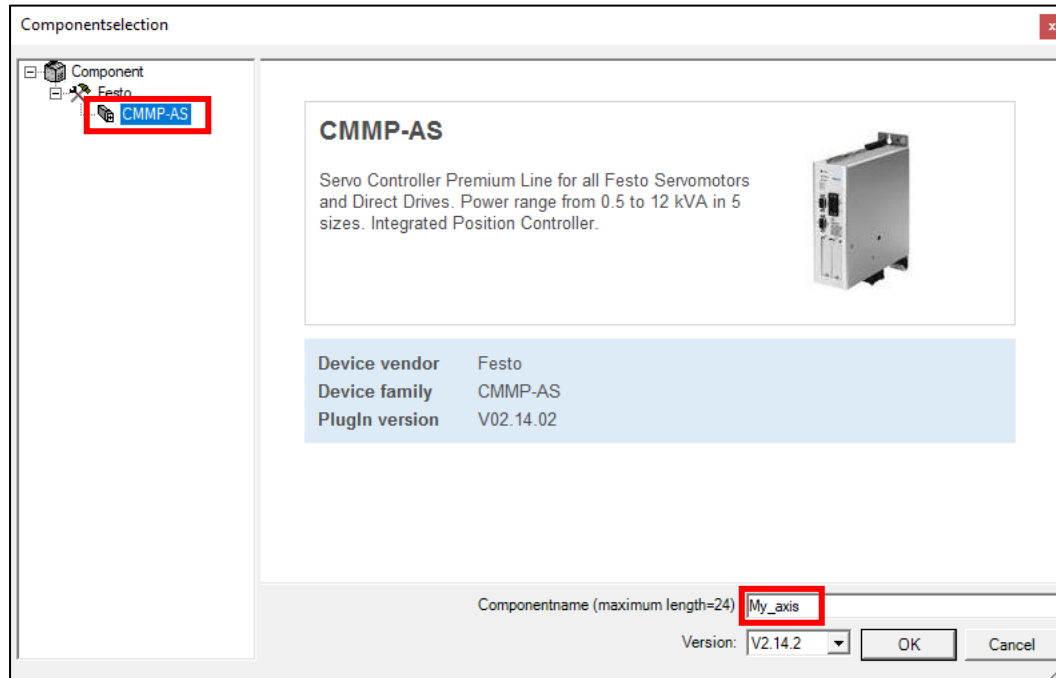 Componentselection
x
Component
Festo
CMMP-AS
CMMP-AS
Servo Controller Premium Line for all Festo Servomotors
and Direct Drives. Power range from 0.5 to 12 kVA in 5
sizes. Integrated Position Controller.
Device vendor Festo
Device family CMMP-AS
PlugIn version V02.14.02
Componentname (maximum length=24) My_axis
Version: V2.14.2 OK Cancel